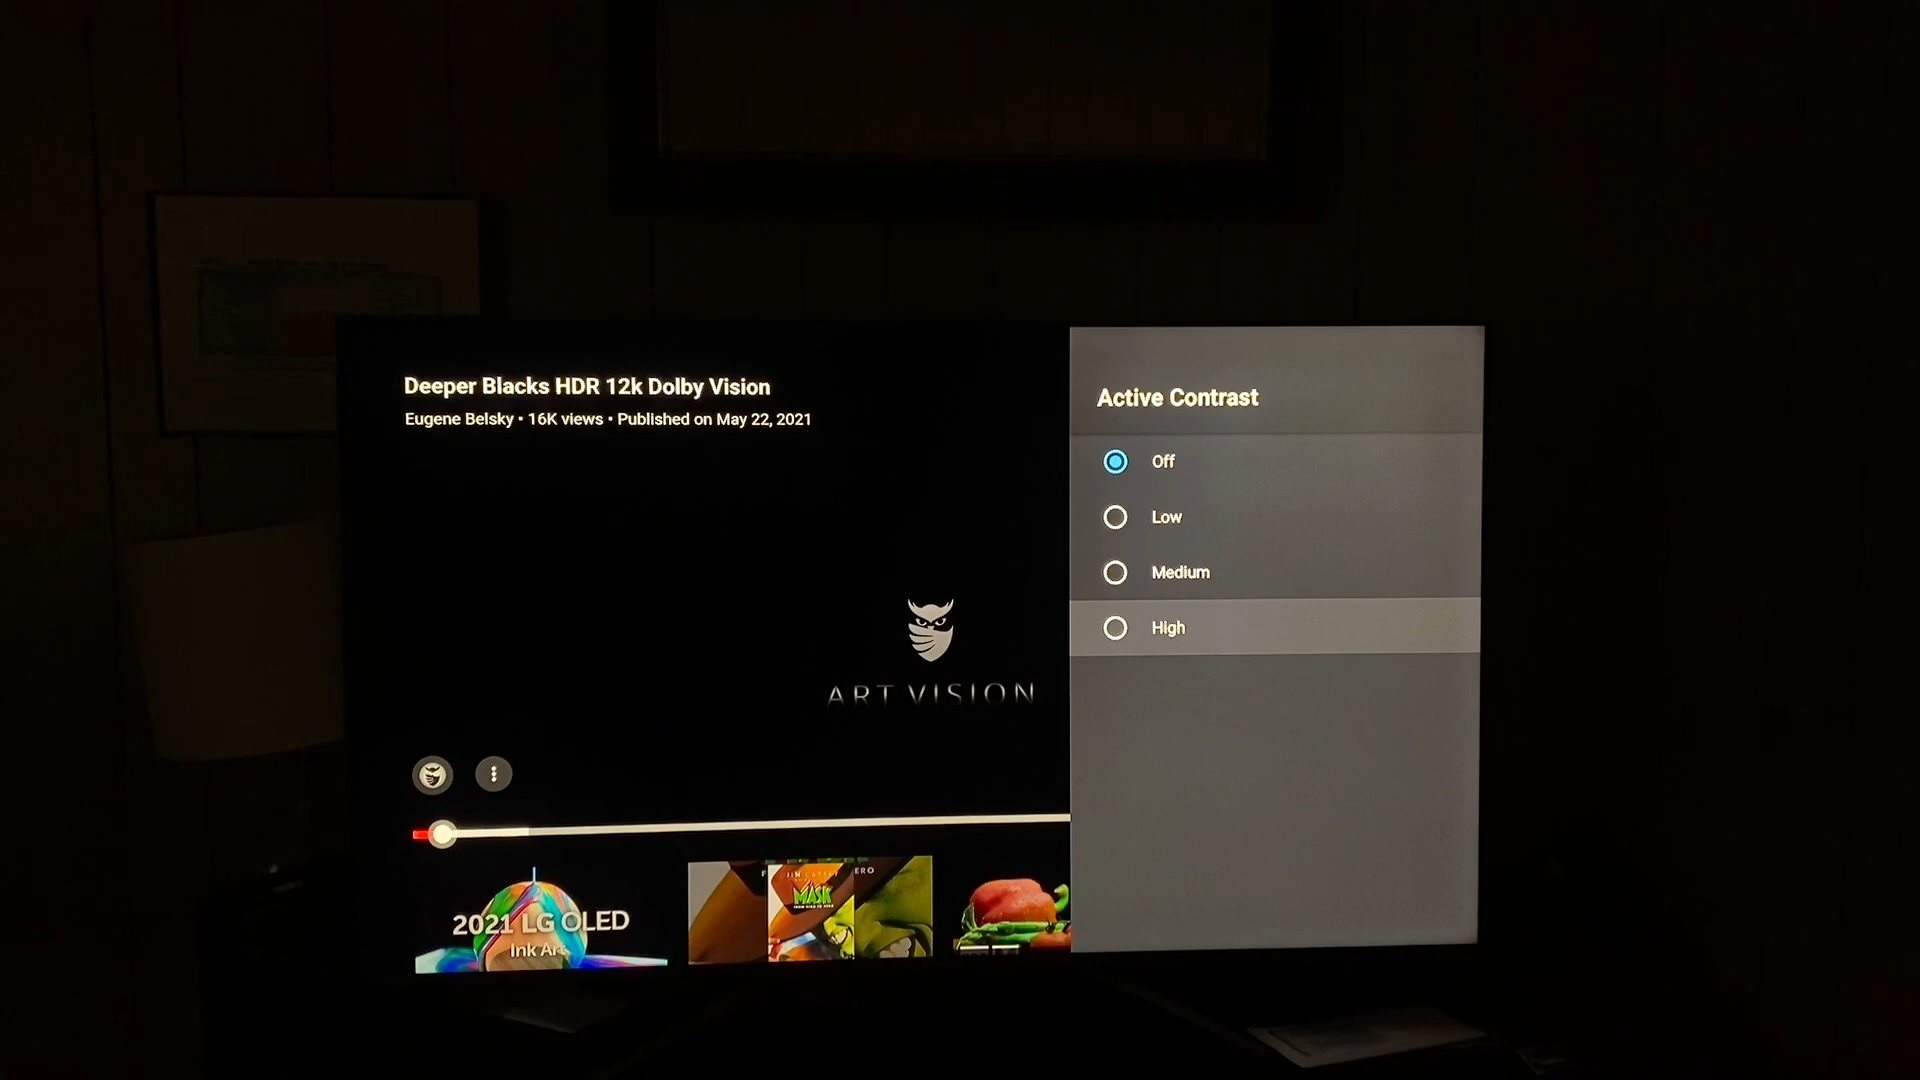 Deeper Blacks HDR 12k Dolby Vision
Eugene Belsky • 16K views • Published on May 22, 2021
Active Contrast
Off
Low
Medium
High
ART VISION
2021 LG OLED
Ink Art
MASK